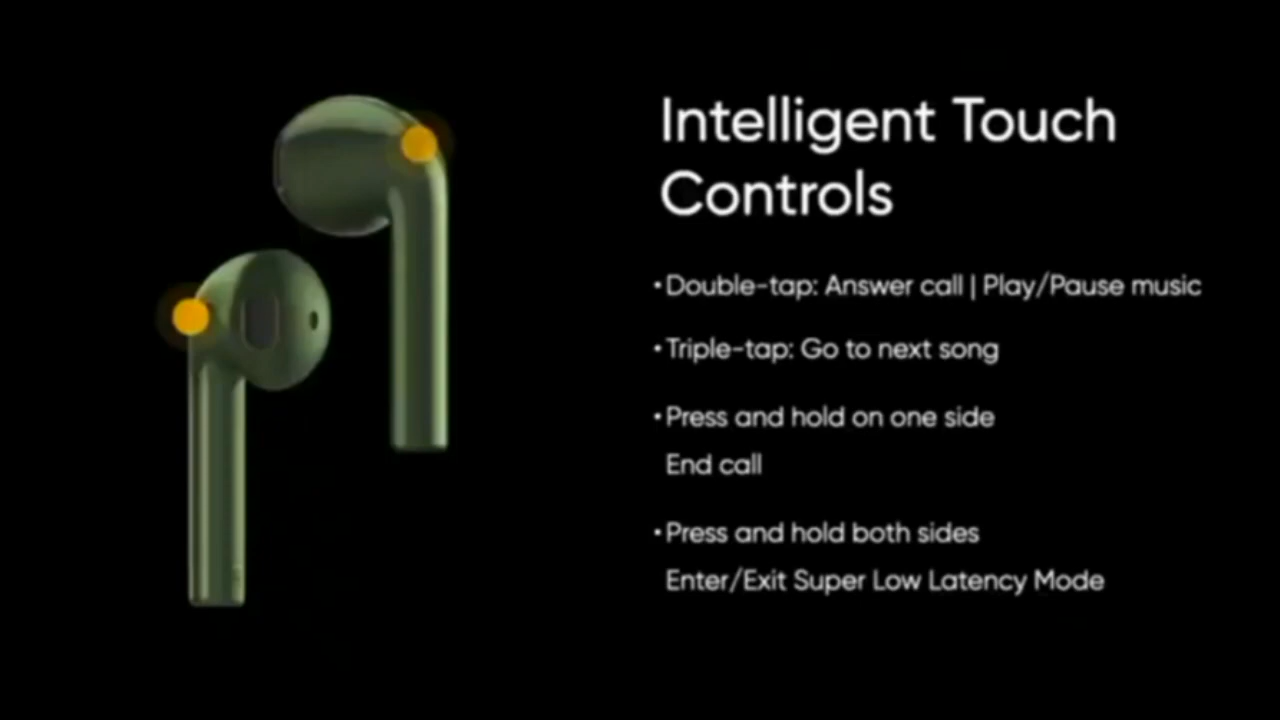 Intelligent Touch
Controls
• Double-tap: Answer call | Play/Pause music
• Triple-tap: Go to next song
• Press and hold on one side
End call
• Press and hold both sides
Enter/Exit Super Low Latency Mode